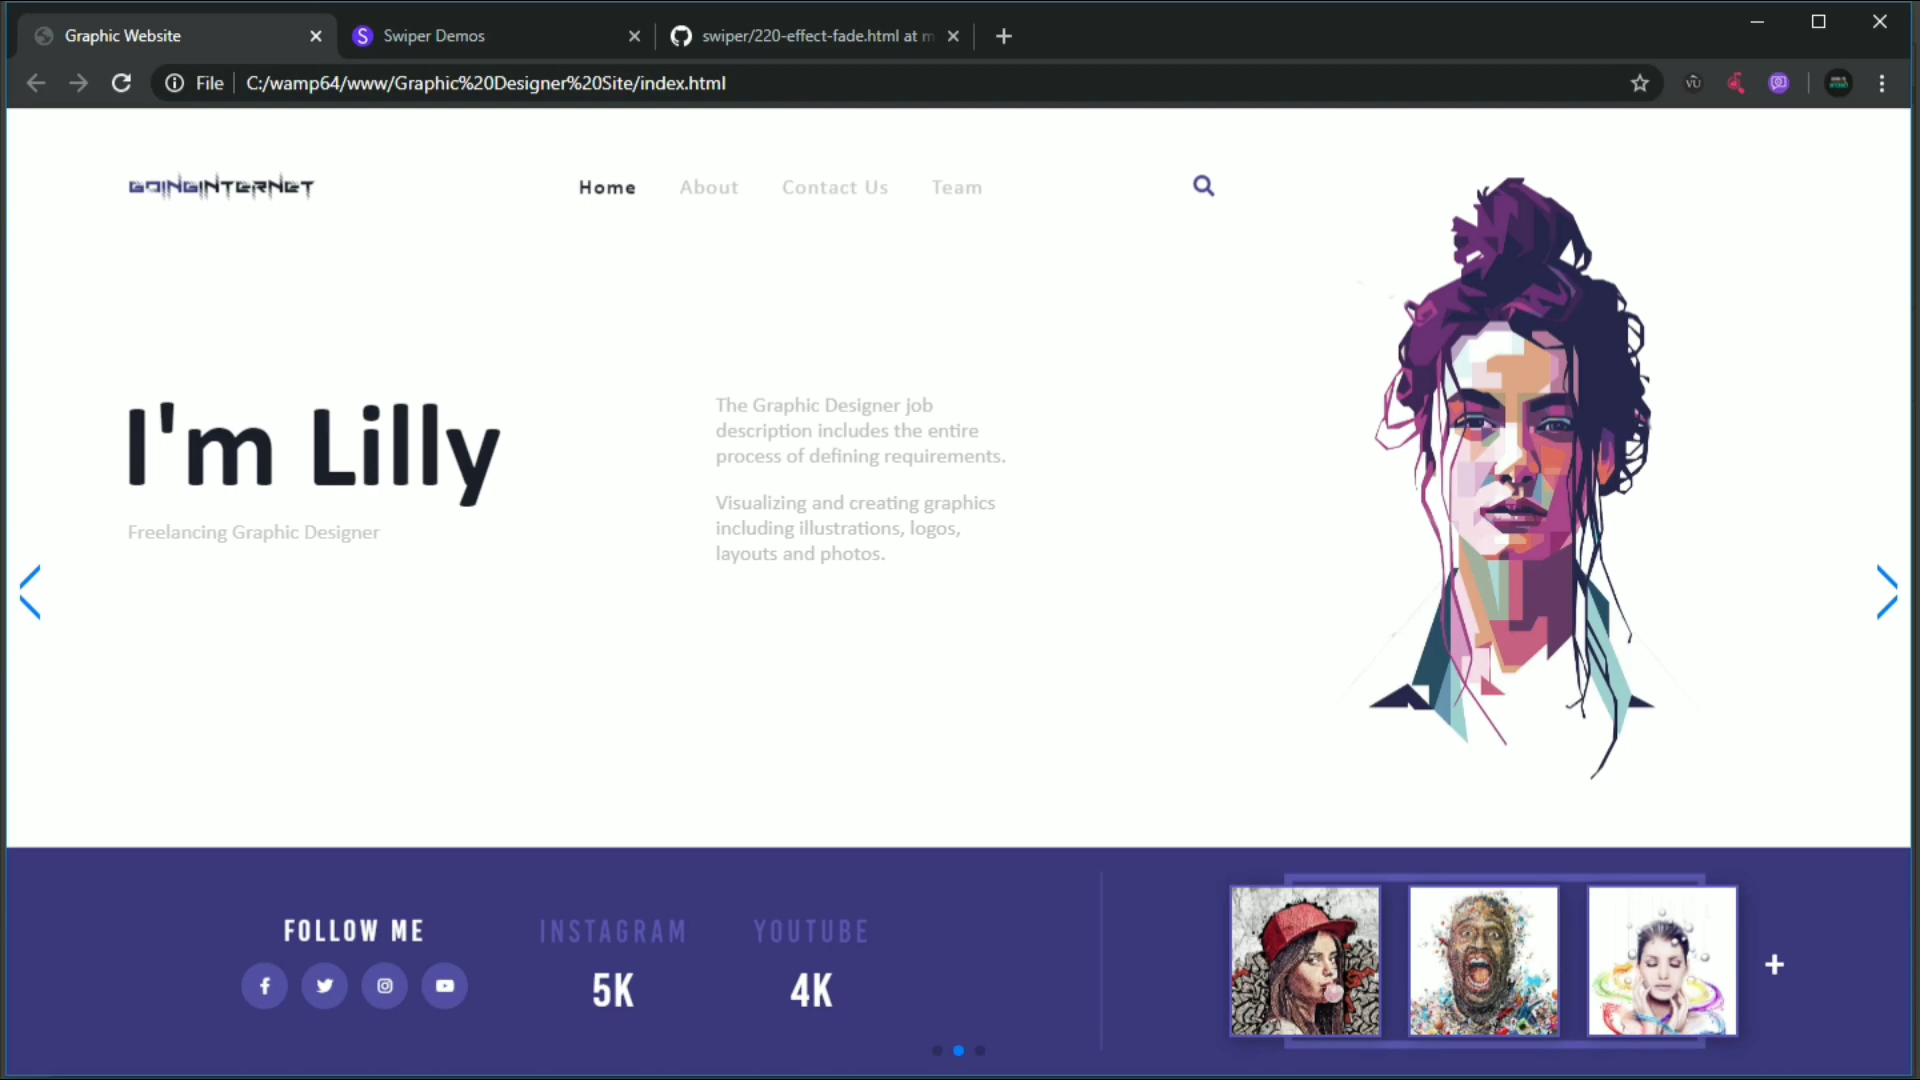 Graphic Website
Swiper Demos
swiper/220-effect-fade.html at m
File
C:/wamp64/www/Graphic%20Designer%20Site/index.html
GOINGINTERNET
Home
About
Contact Us
Team
I'm Lilly
Freelancing Graphic Designer
The Graphic Designer job
description includes the entire
process of defining requirements.
Visualizing and creating graphics
including illustrations, logos,
layouts and photos.
FOLLOW ME
INSTAGRAM
5K
YOUTUBE
4K